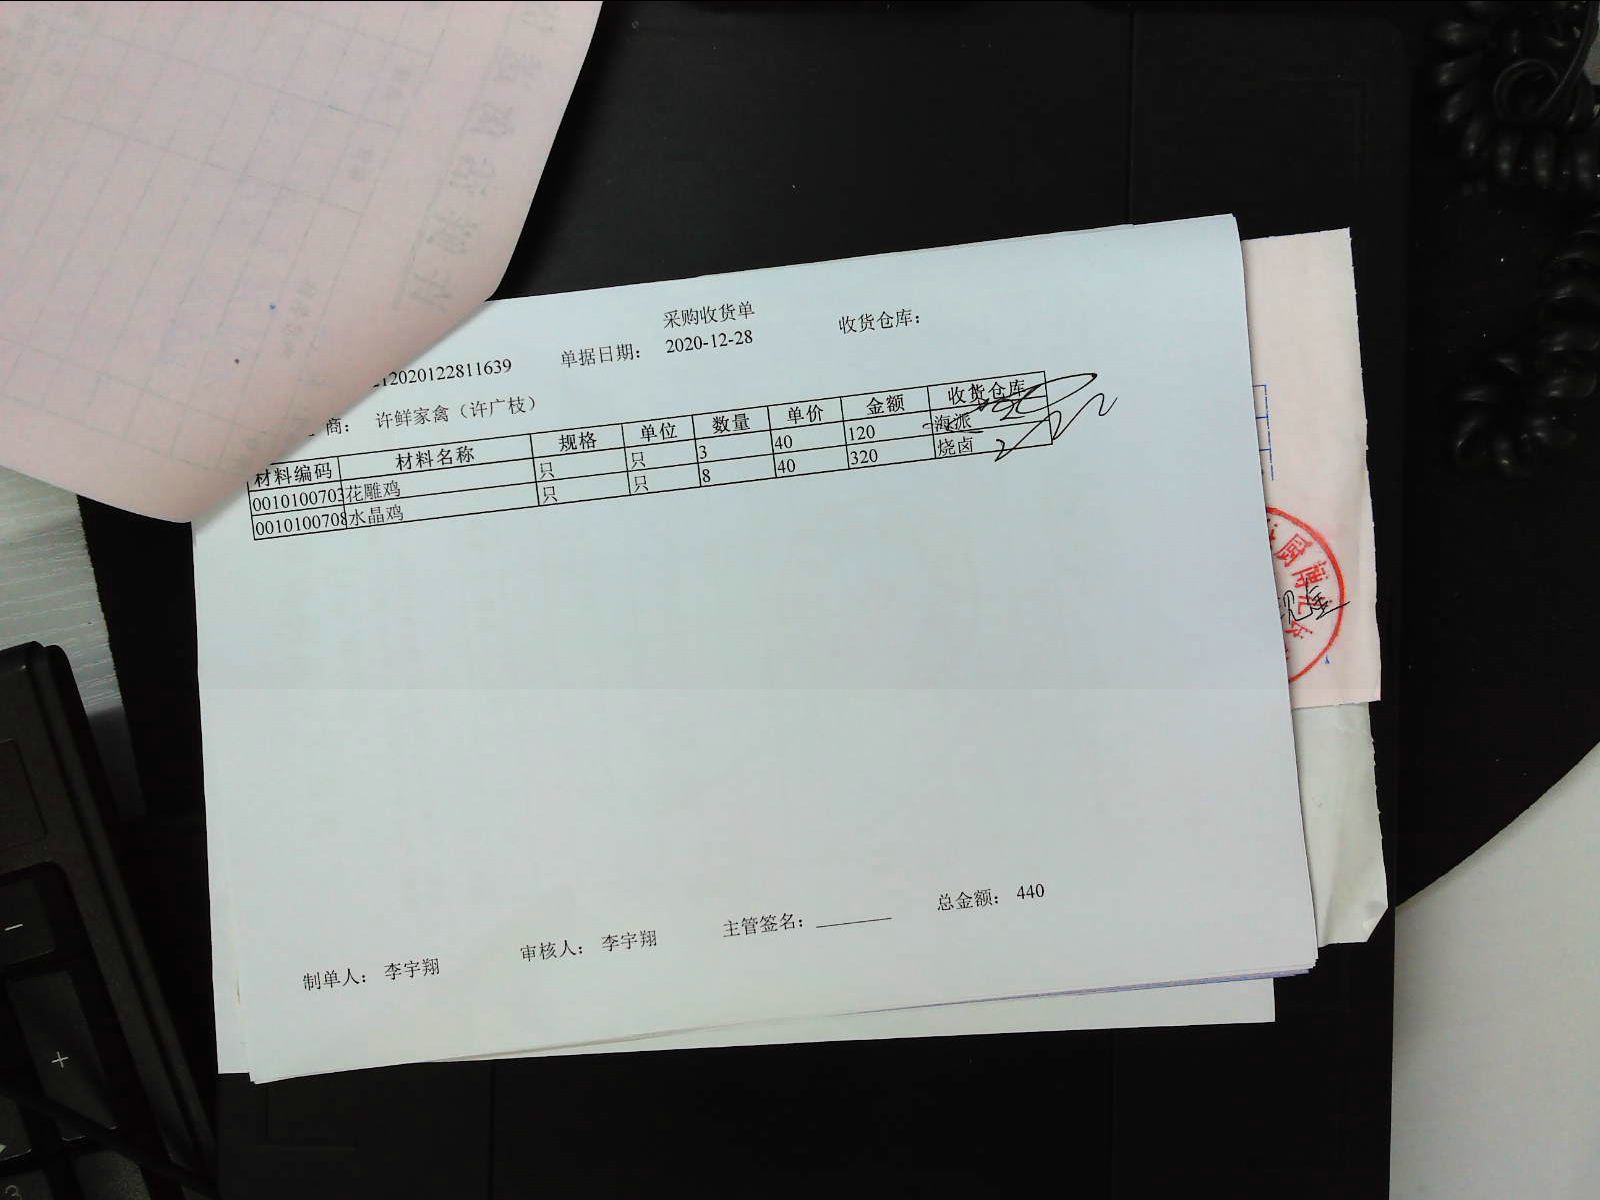 采购收货单
2020122811639 单据日期: 2020-12-28 收货仓库:
商: 许鲜家禽（许广枝）
材料编码 材料名称 规格 单位 数量 单价 金额 收货仓库
0010100703 花雕鸡 只 只 3 40 120 海派
0010100708 水晶鸡 只 只 8 40 320 烧卤
制单人: 李宇翔 审核人: 李宇翔 主管签名: 总金额: 440